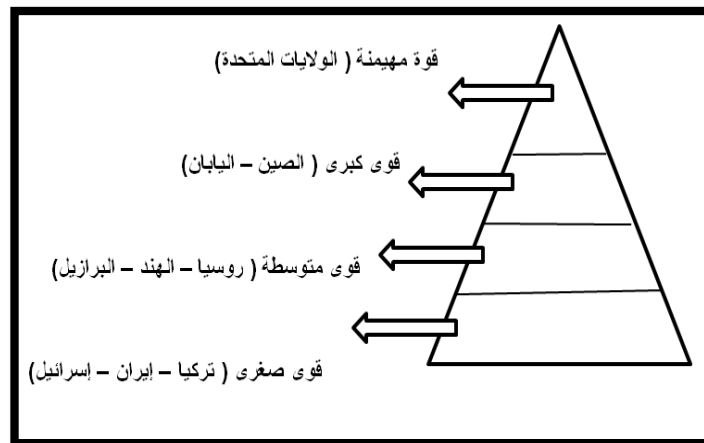 قوة مهيمنة ( الولايات المتحدة)
قوى كبرى ( الصين – اليابان)
قوى متوسطة ( روسيا – الهند – البرازيل)
قوى صغرى ( تركيا – إيران – إسرائيل)